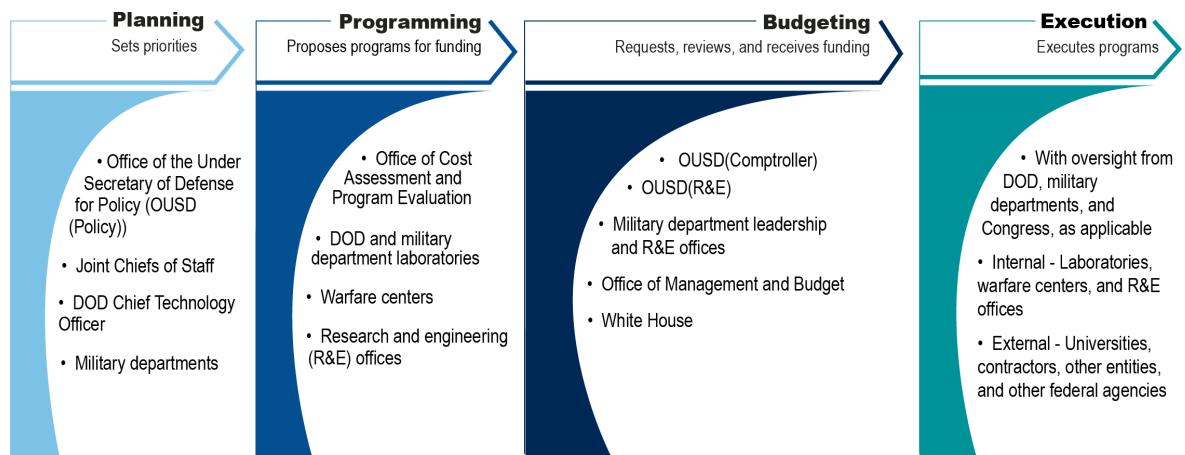 Planning
Sets priorities
• Office of the Under
Secretary of Defense
for Policy (OUSD
(Policy))
• Joint Chiefs of Staff
• DOD Chief Technology
Officer
• Military departments
Programming
Proposes programs for funding
• Office of Cost
Assessment and
Program Evaluation
• DOD and military
department laboratories
• Warfare centers
• Research and engineering
(R&E) offices
Budgeting
Requests, reviews, and receives funding
• OUSD(Comptroller)
• OUSD(R&E)
• Military department leadership
and R&E offices
• Office of Management and Budget
• White House
Execution
Executes programs
• With oversight from
DOD, military
departments, and
Congress, as applicable
• Internal - Laboratories,
warfare centers, and R&E
offices
• External - Universities,
contractors, other entities,
and other federal agencies